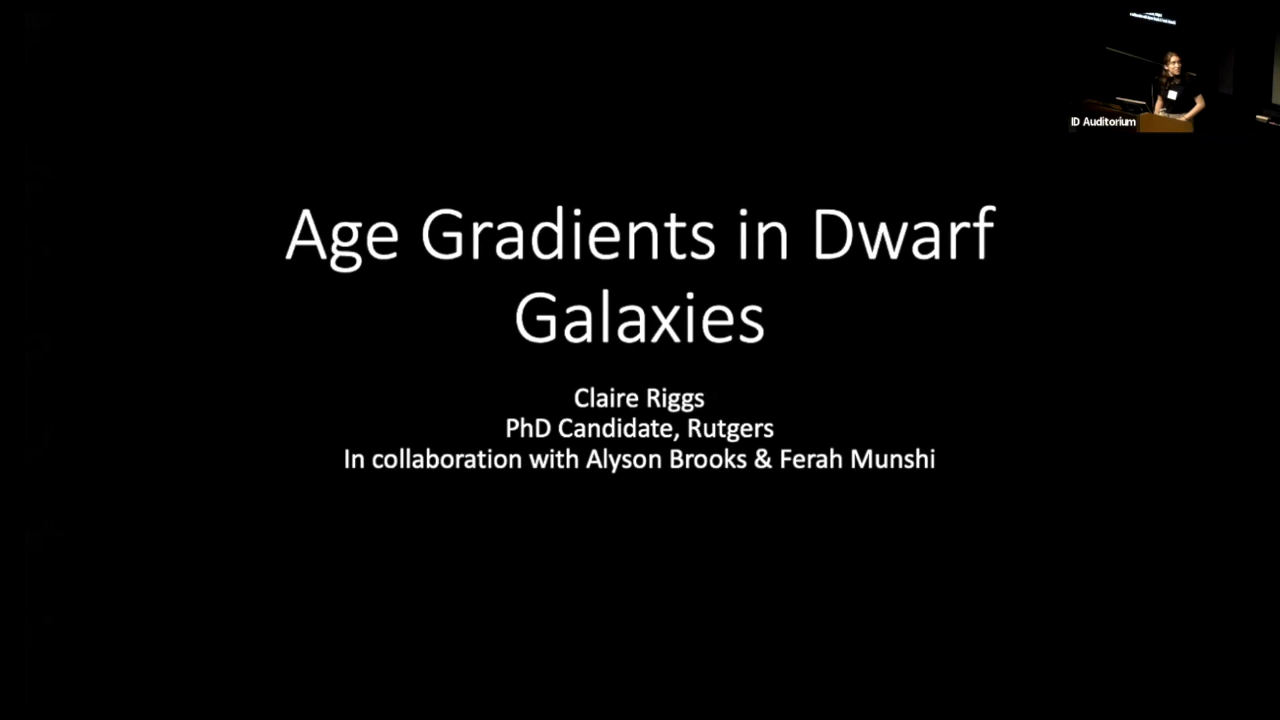 ID Auditorium
Age Gradients in Dwarf
Galaxies
Claire Riggs
PhD Candidate, Rutgers
In collaboration with Alyson Brooks & Ferah Munshi